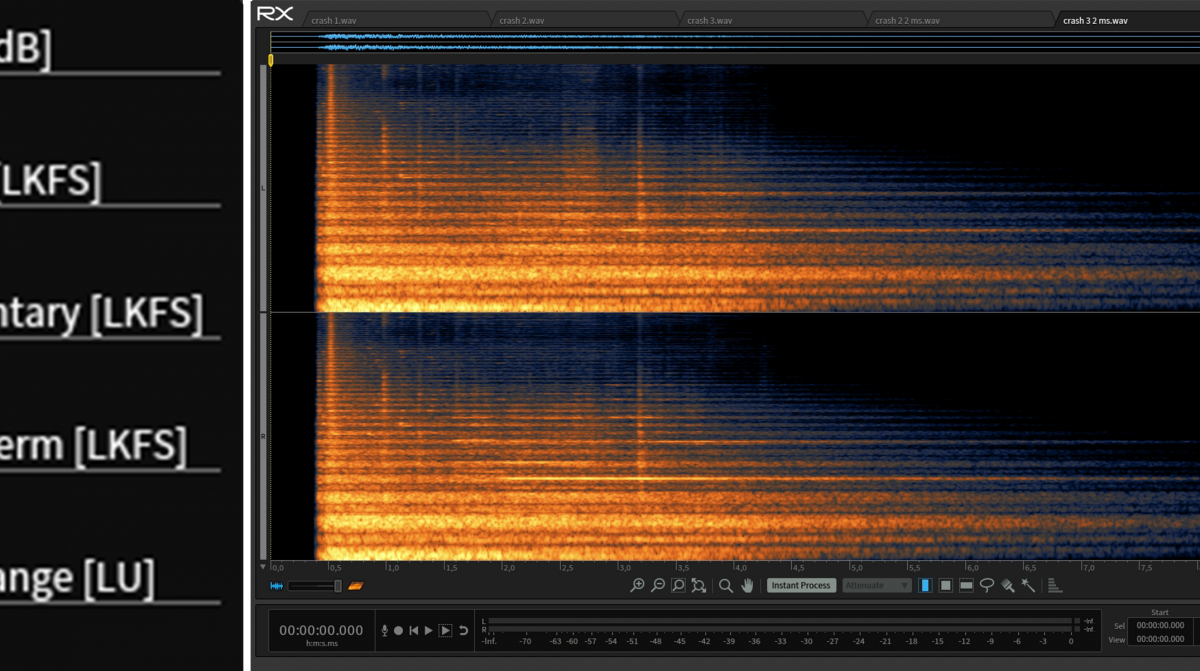 dB]
[LKFS]
ntary [LKFS]
erm [LKFS]
ange [LU]
RX
crash 1.wav
crash 2.wav
crash 3.wav
crash 2 2 ms.wav
crash 3 2 ms.wav
L
R
0,0 0,5 1,0 1,5 2,0 2,5 3,0 3,5 4,0 4,5 5,0 5,5 6,0 6,5 7,0 7,5
Instant Process
Attenuate
00:00:00.000
h:m:s.ms
L
R
-Inf.
-Inf.
-Inf. -70 -63 -60 -57 -54 -51 -48 -45 -42 -39 -36 -33 -30 -27 -24 -21 -18 -15 -12 -9 -6 -3 0
Start
Sel 00:00:00.000
View 00:00:00.000